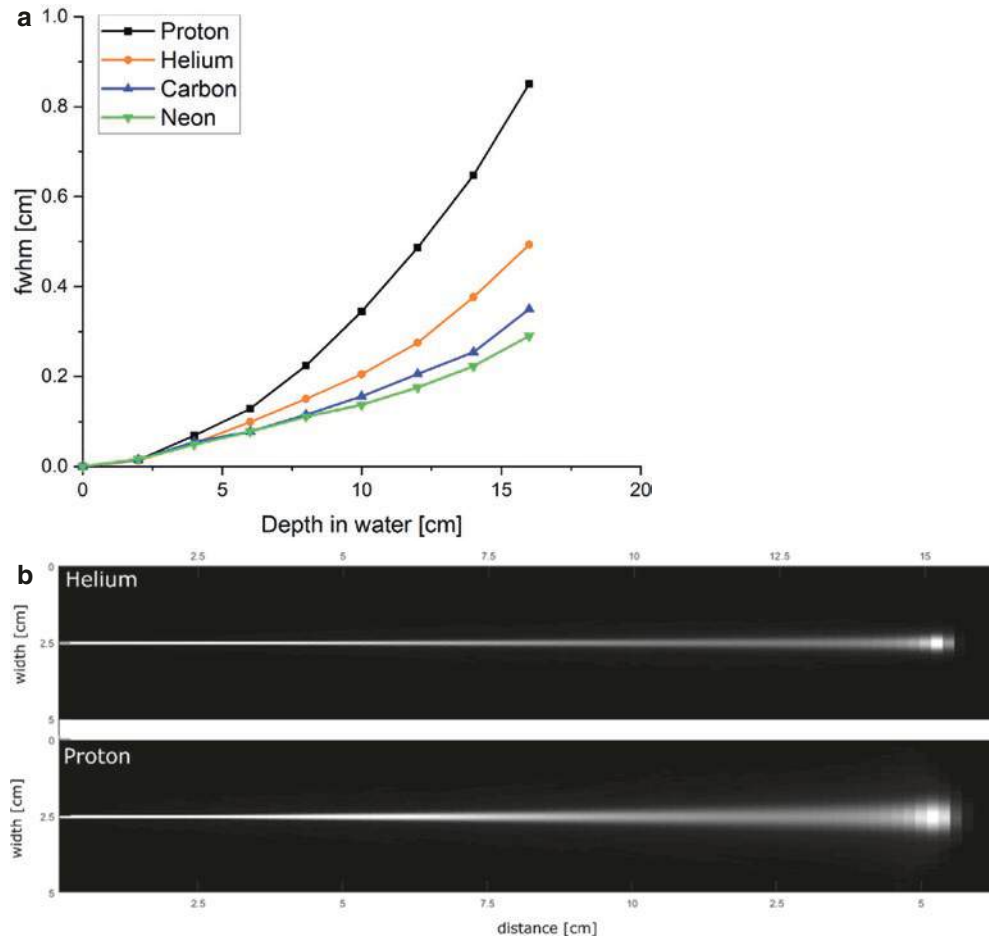 a
Proton
Helium
Carbon
Neon
1.0
0.8
0.6
0.4
0.2
0.0
fwhm [cm]
0 5 10 15 20
Depth in water [cm]
b
2.5 5 7.5 10 12.5 15
Helium
0
2.5
5
width [cm]
Proton
0
2.5
5
width [cm]
2.5 5 7.5 10 12.5 5
distance [cm]